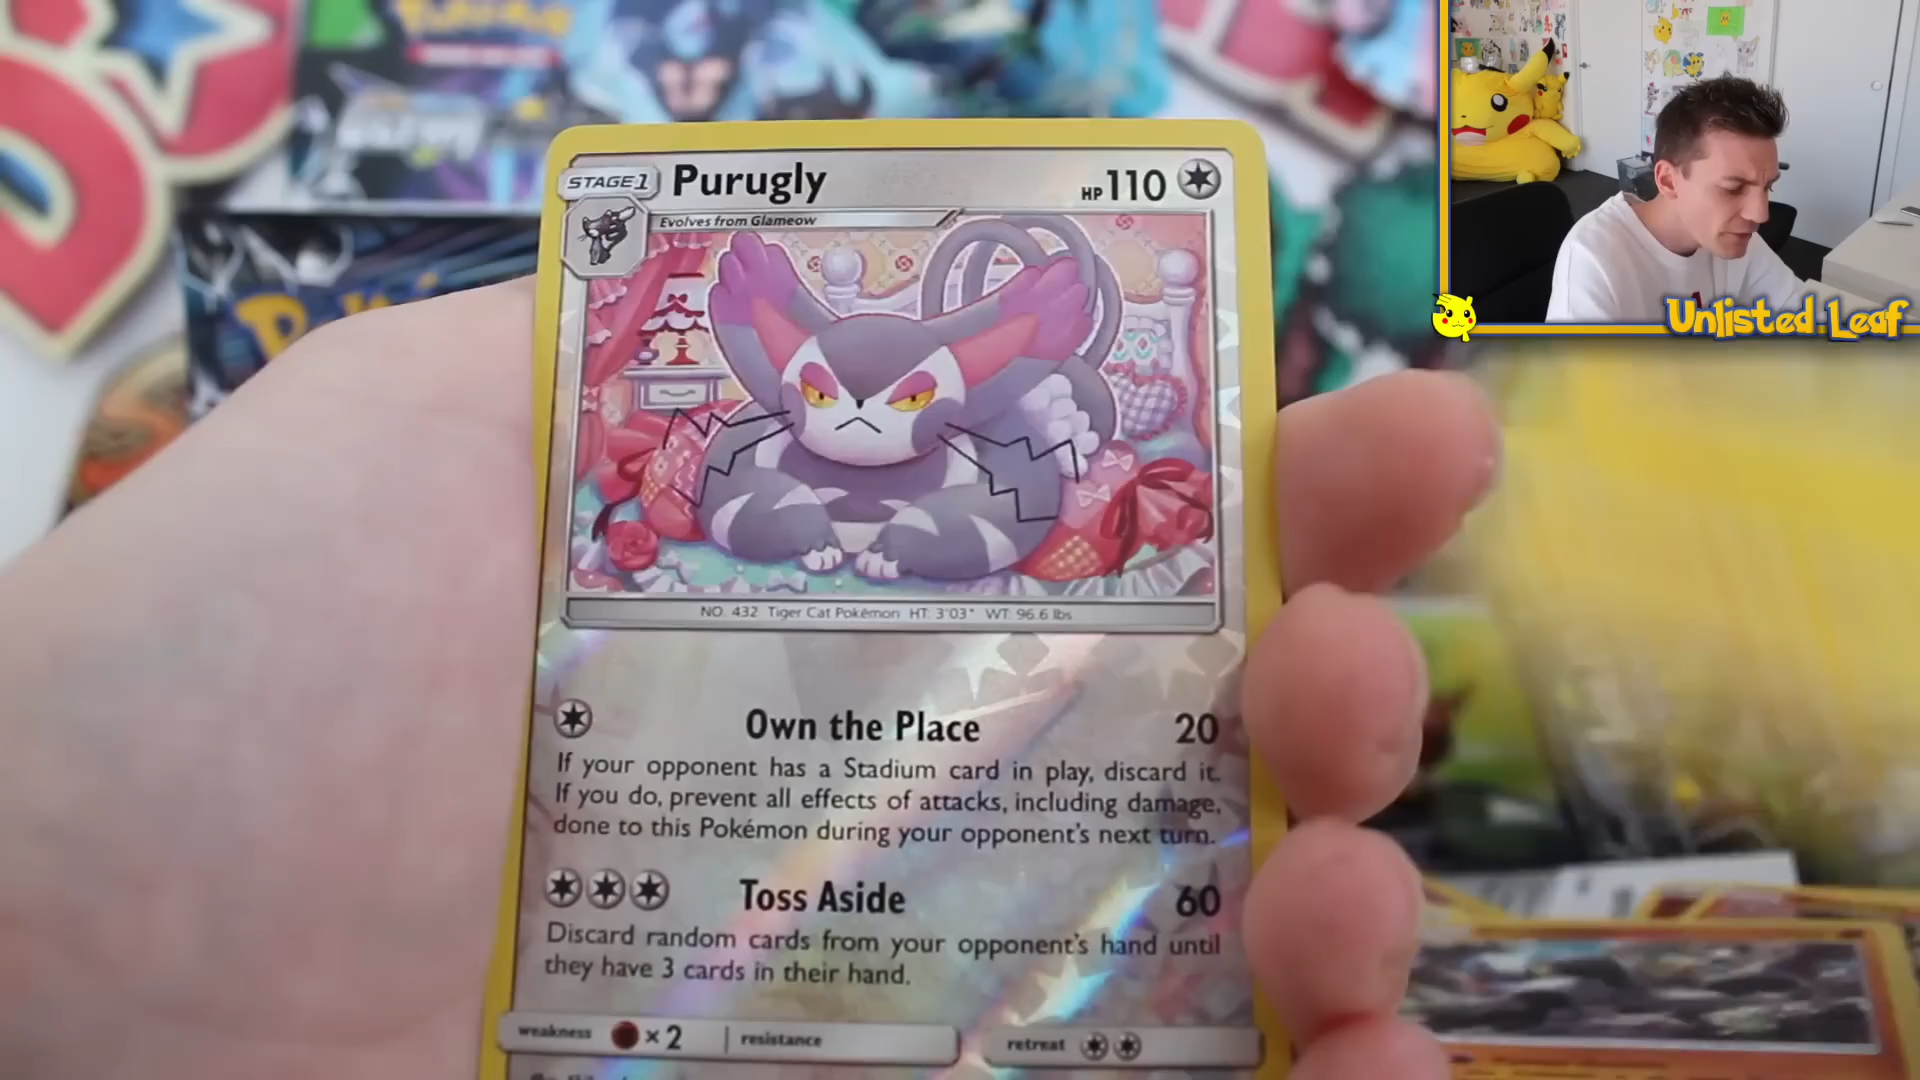 STAGE 1
Purugly
HP 110
Evolves from Glameow
NO. 432 Tiger Cat Pokémon HT: 3'03" WT: 96.6 lbs
Own the Place 20
If your opponent has a Stadium card in play, discard it.
If you do, prevent all effects of attacks, including damage,
done to this Pokémon during your opponent's next turn.
Toss Aside 60
Discard random cards from your opponent's hand until
they have 3 cards in their hand.
weakness × 2 resistance
retreat
Unlisted Leaf